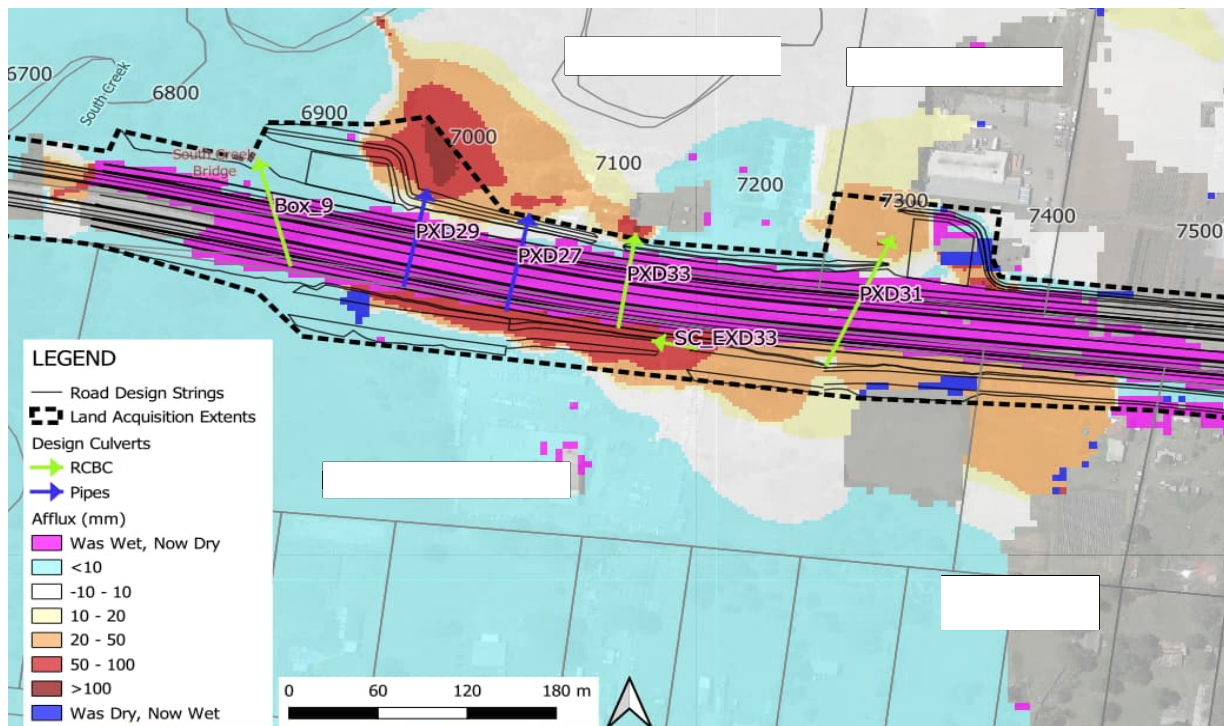 6700
South Creek
6800
6900
7000
7100
7200
7300
7400
7500
South Creek
Bridge
Box_9
PXD29
PXD27
PXD33
PXD31
SC_EXD33
LEGEND
Road Design Strings
Land Acquisition Extents
Design Culverts
RCBC
Pipes
Afflux (mm)
Was Wet, Now Dry
<10
-10 - 10
10 - 20
20 - 50
50 - 100
>100
Was Dry, Now Wet
0 60 120 180 m